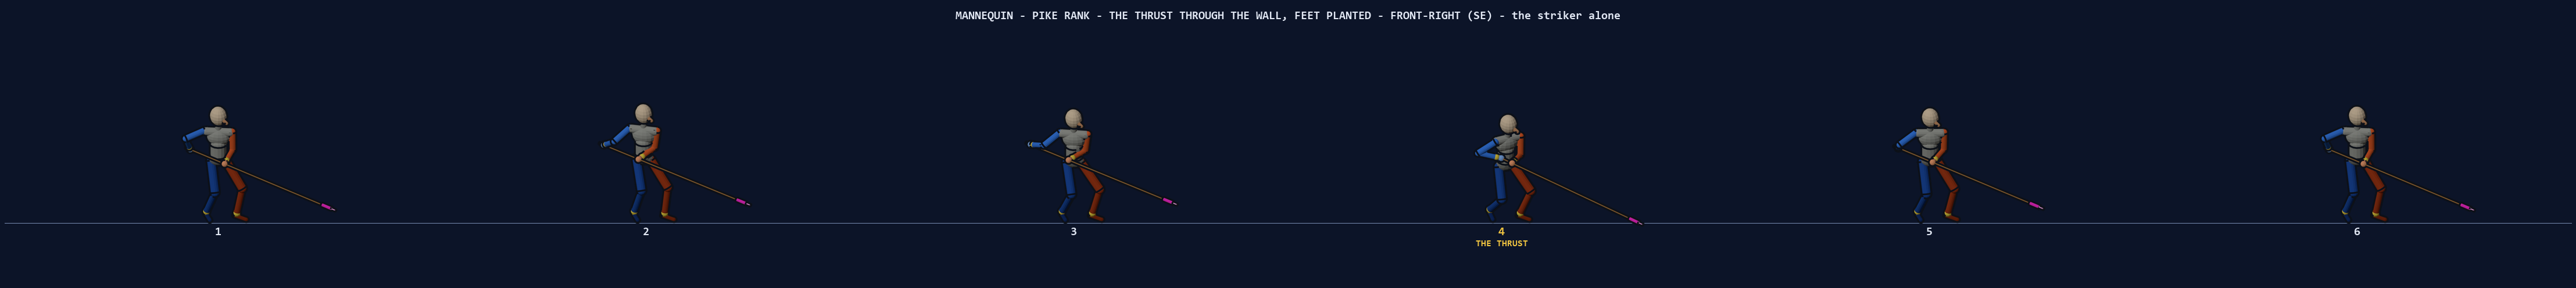 MANNEQUIN - PIKE RANK - THE THRUST THROUGH THE WALL, FEET PLANTED - FRONT-RIGHT (SE) - the striker alone
1 2 3 4 5 6
THE THRUST